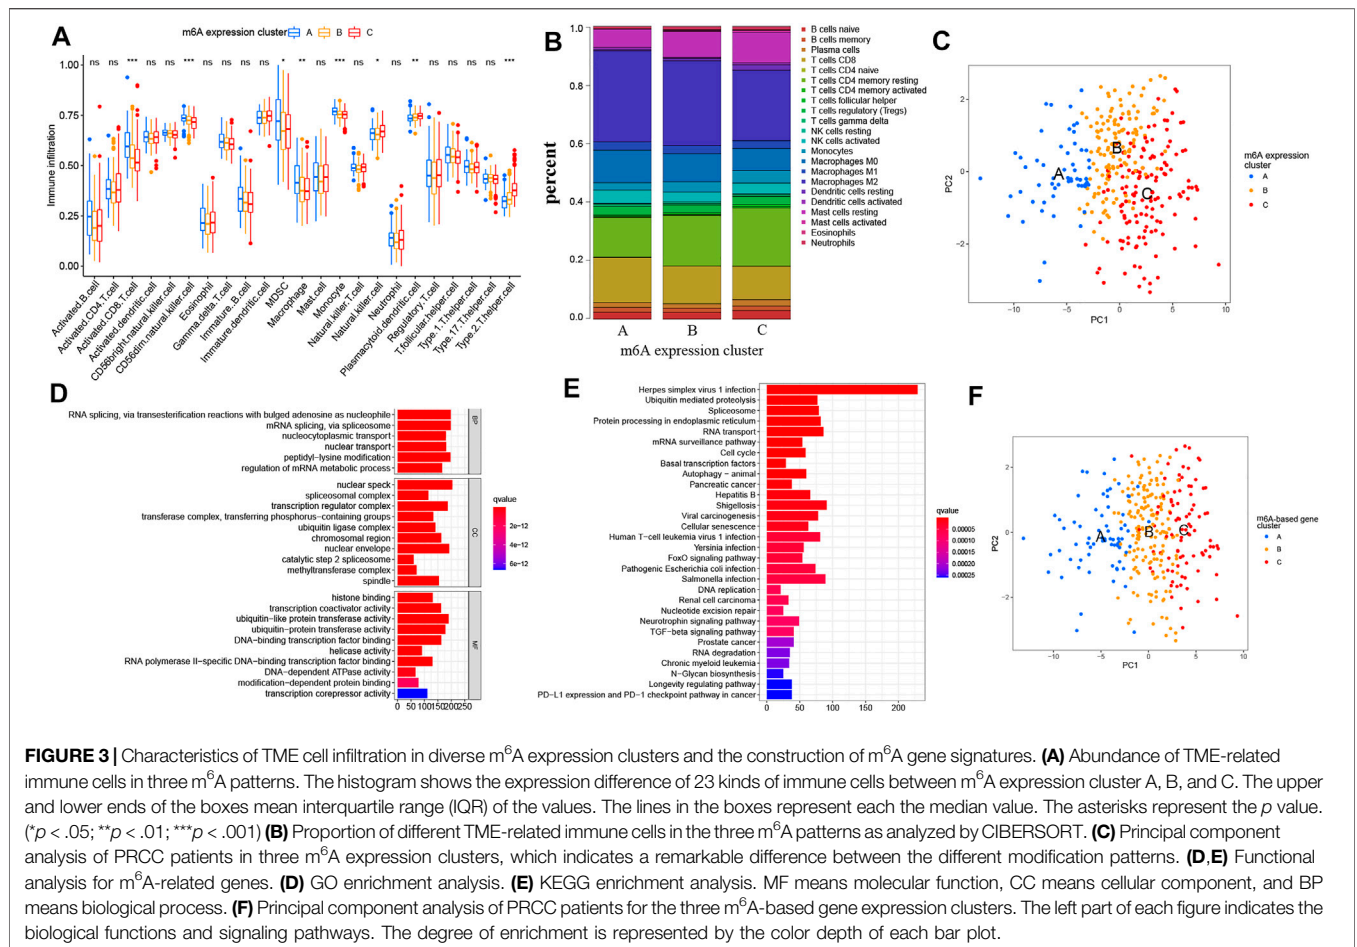 A
m6A expression cluster A B C
ns ns *** ns ns *** ns ns ns ns * ** ns *** ns * ns ** ns ns ns ns ***
1.00
0.75
0.50
0.25
0.00
Immune infiltration
Activated.B.cell
Activated.CD4.T.cell
Activated.CD8.T.cell
Activated.dendritic.cell
CD56bright.natural.killer.cell
CD56dim.natural.killer.cell
Eosinophil
Gamma.delta.T.cell
Immature..B.cell
Immature.dendritic.cell
MDSC
Macrophage
Mast.cell
Monocyte
Natural.killer.T.cell
Natural.killer.cell
Neutrophil
Plasmacytoid.dendritic.cell
Regulatory.T.cell
T.follicular.helper.cell
Type.1.T.helper.cell
Type.17.T.helper.cell
Type.2.T.helper.cell
B
percent
1.0
0.8
0.6
0.4
0.2
0.0
A B C
m6A expression cluster
B cells naive
B cells memory
Plasma cells
T cells CD8
T cells CD4 naive
T cells CD4 memory resting
T cells CD4 memory activated
T cells follicular helper
T cells regulatory (Tregs)
T cells gamma delta
NK cells resting
NK cells activated
Monocytes
Macrophages M0
Macrophages M1
Macrophages M2
Dendritic cells resting
Dendritic cells activated
Mast cells resting
Mast cells activated
Eosinophils
Neutrophils
C
PC2
2
0
−2
A
B
C
−10 −5 0 5 10
PC1
m6A expression
cluster
A
B
C
D
RNA splicing, via transesterification reactions with bulged adenosine as nucleophile
mRNA splicing, via spliceosome
nucleocytoplasmic transport
nuclear transport
peptidyl−lysine modification
regulation of mRNA metabolic process
BP
nuclear speck
spliceosomal complex
transcription regulator complex
transferase complex, transferring phosphorus−containing groups
ubiquitin ligase complex
chromosomal region
nuclear envelope
catalytic step 2 spliceosome
methyltransferase complex
spindle
CC
histone binding
transcription coactivator activity
ubiquitin−like protein transferase activity
ubiquitin−protein transferase activity
DNA−binding transcription factor binding
helicase activity
RNA polymerase II−specific DNA−binding transcription factor binding
DNA−dependent ATPase activity
modification−dependent protein binding
transcription corepressor activity
MF
0 50 100 150 200 250
qvalue
2e−12
4e−12
6e−12
E
Herpes simplex virus 1 infection
Ubiquitin mediated proteolysis
Spliceosome
Protein processing in endoplasmic reticulum
RNA transport
mRNA surveillance pathway
Cell cycle
Basal transcription factors
Autophagy − animal
Pancreatic cancer
Hepatitis B
Shigellosis
Viral carcinogenesis
Cellular senescence
Human T−cell leukemia virus 1 infection
Yersinia infection
FoxO signaling pathway
Pathogenic Escherichia coli infection
Salmonella infection
DNA replication
Renal cell carcinoma
Nucleotide excision repair
Neurotrophin signaling pathway
TGF−beta signaling pathway
Prostate cancer
RNA degradation
Chronic myeloid leukemia
N−Glycan biosynthesis
Longevity regulating pathway
PD−L1 expression and PD−1 checkpoint pathway in cancer
0 50 100 150 200
qvalue
0.00005
0.00010
0.00015
0.00020
0.00025
F
PC2
2
0
−2
A
B
C
−10 −5 0 5 10
PC1
m6A−based gene
cluster
A
B
C
FIGURE 3 | Characteristics of TME cell infiltration in diverse m⁶A expression clusters and the construction of m⁶A gene signatures. (A) Abundance of TME-related
immune cells in three m⁶A patterns. The histogram shows the expression difference of 23 kinds of immune cells between m⁶A expression cluster A, B, and C. The upper
and lower ends of the boxes mean interquartile range (IQR) of the values. The lines in the boxes represent each the median value. The asterisks represent the p value.
(*p < .05; **p < .01; ***p < .001) (B) Proportion of different TME-related immune cells in the three m⁶A patterns as analyzed by CIBERSORT. (C) Principal component
analysis of PRCC patients in three m⁶A expression clusters, which indicates a remarkable difference between the different modification patterns. (D,E) Functional
analysis for m⁶A-related genes. (D) GO enrichment analysis. (E) KEGG enrichment analysis. MF means molecular function, CC means cellular component, and BP
means biological process. (F) Principal component analysis of PRCC patients for the three m⁶A-based gene expression clusters. The left part of each figure indicates the
biological functions and signaling pathways. The degree of enrichment is represented by the color depth of each bar plot.